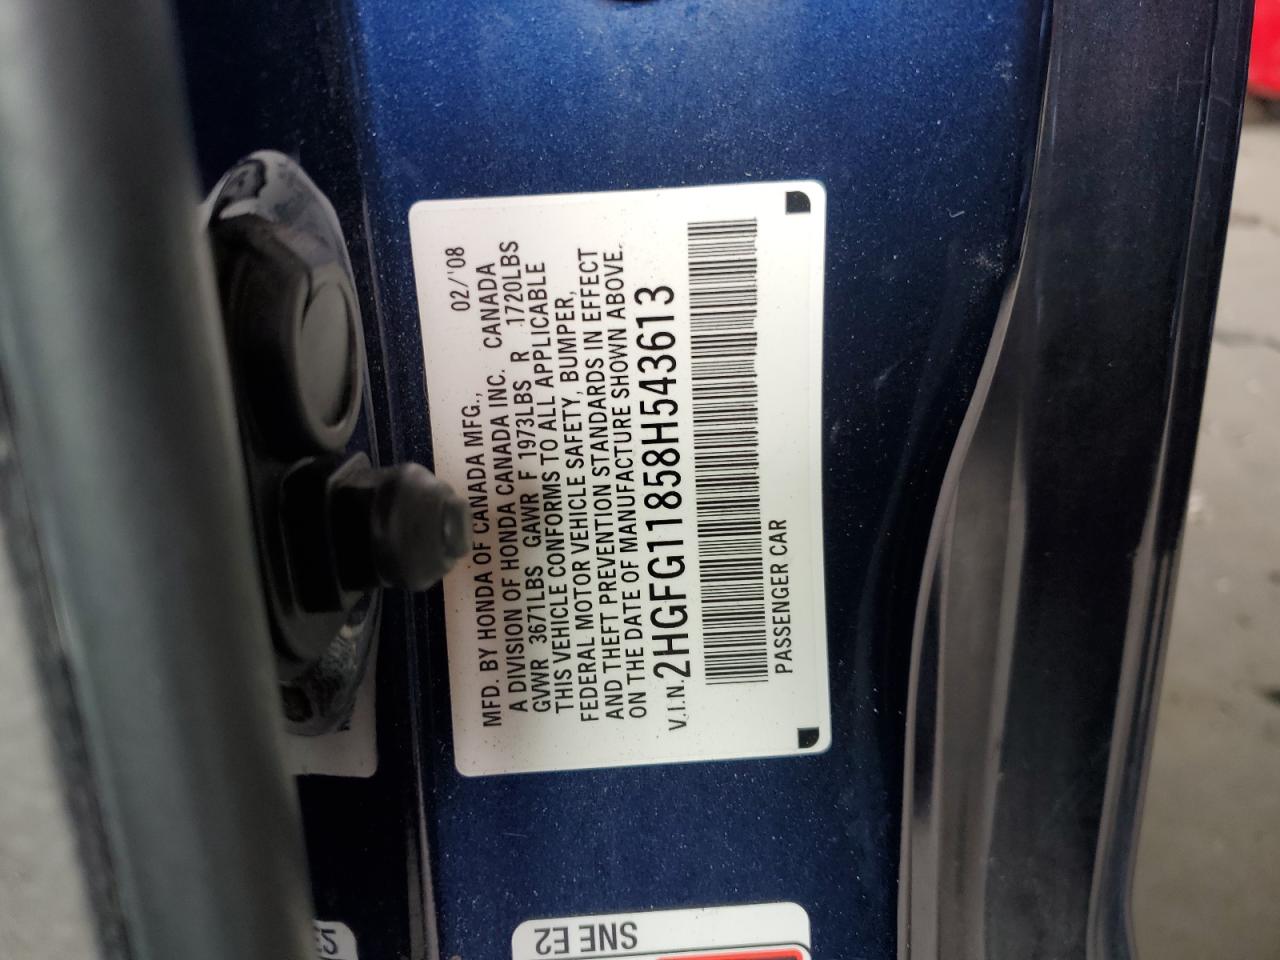 MFD. BY HONDA OF CANADA MFG., 02/'08
A DIVISION OF HONDA CANADA INC. CANADA
GVWR 3671LBS GAWR F 1973LBS R 1720LBS
THIS VEHICLE CONFORMS TO ALL APPLICABLE
FEDERAL MOTOR VEHICLE SAFETY, BUMPER,
AND THEFT PREVENTION STANDARDS IN EFFECT
ON THE DATE OF MANUFACTURE SHOWN ABOVE.
V.I.N. 2HGFG11858H543613
PASSENGER CAR
SNE E2